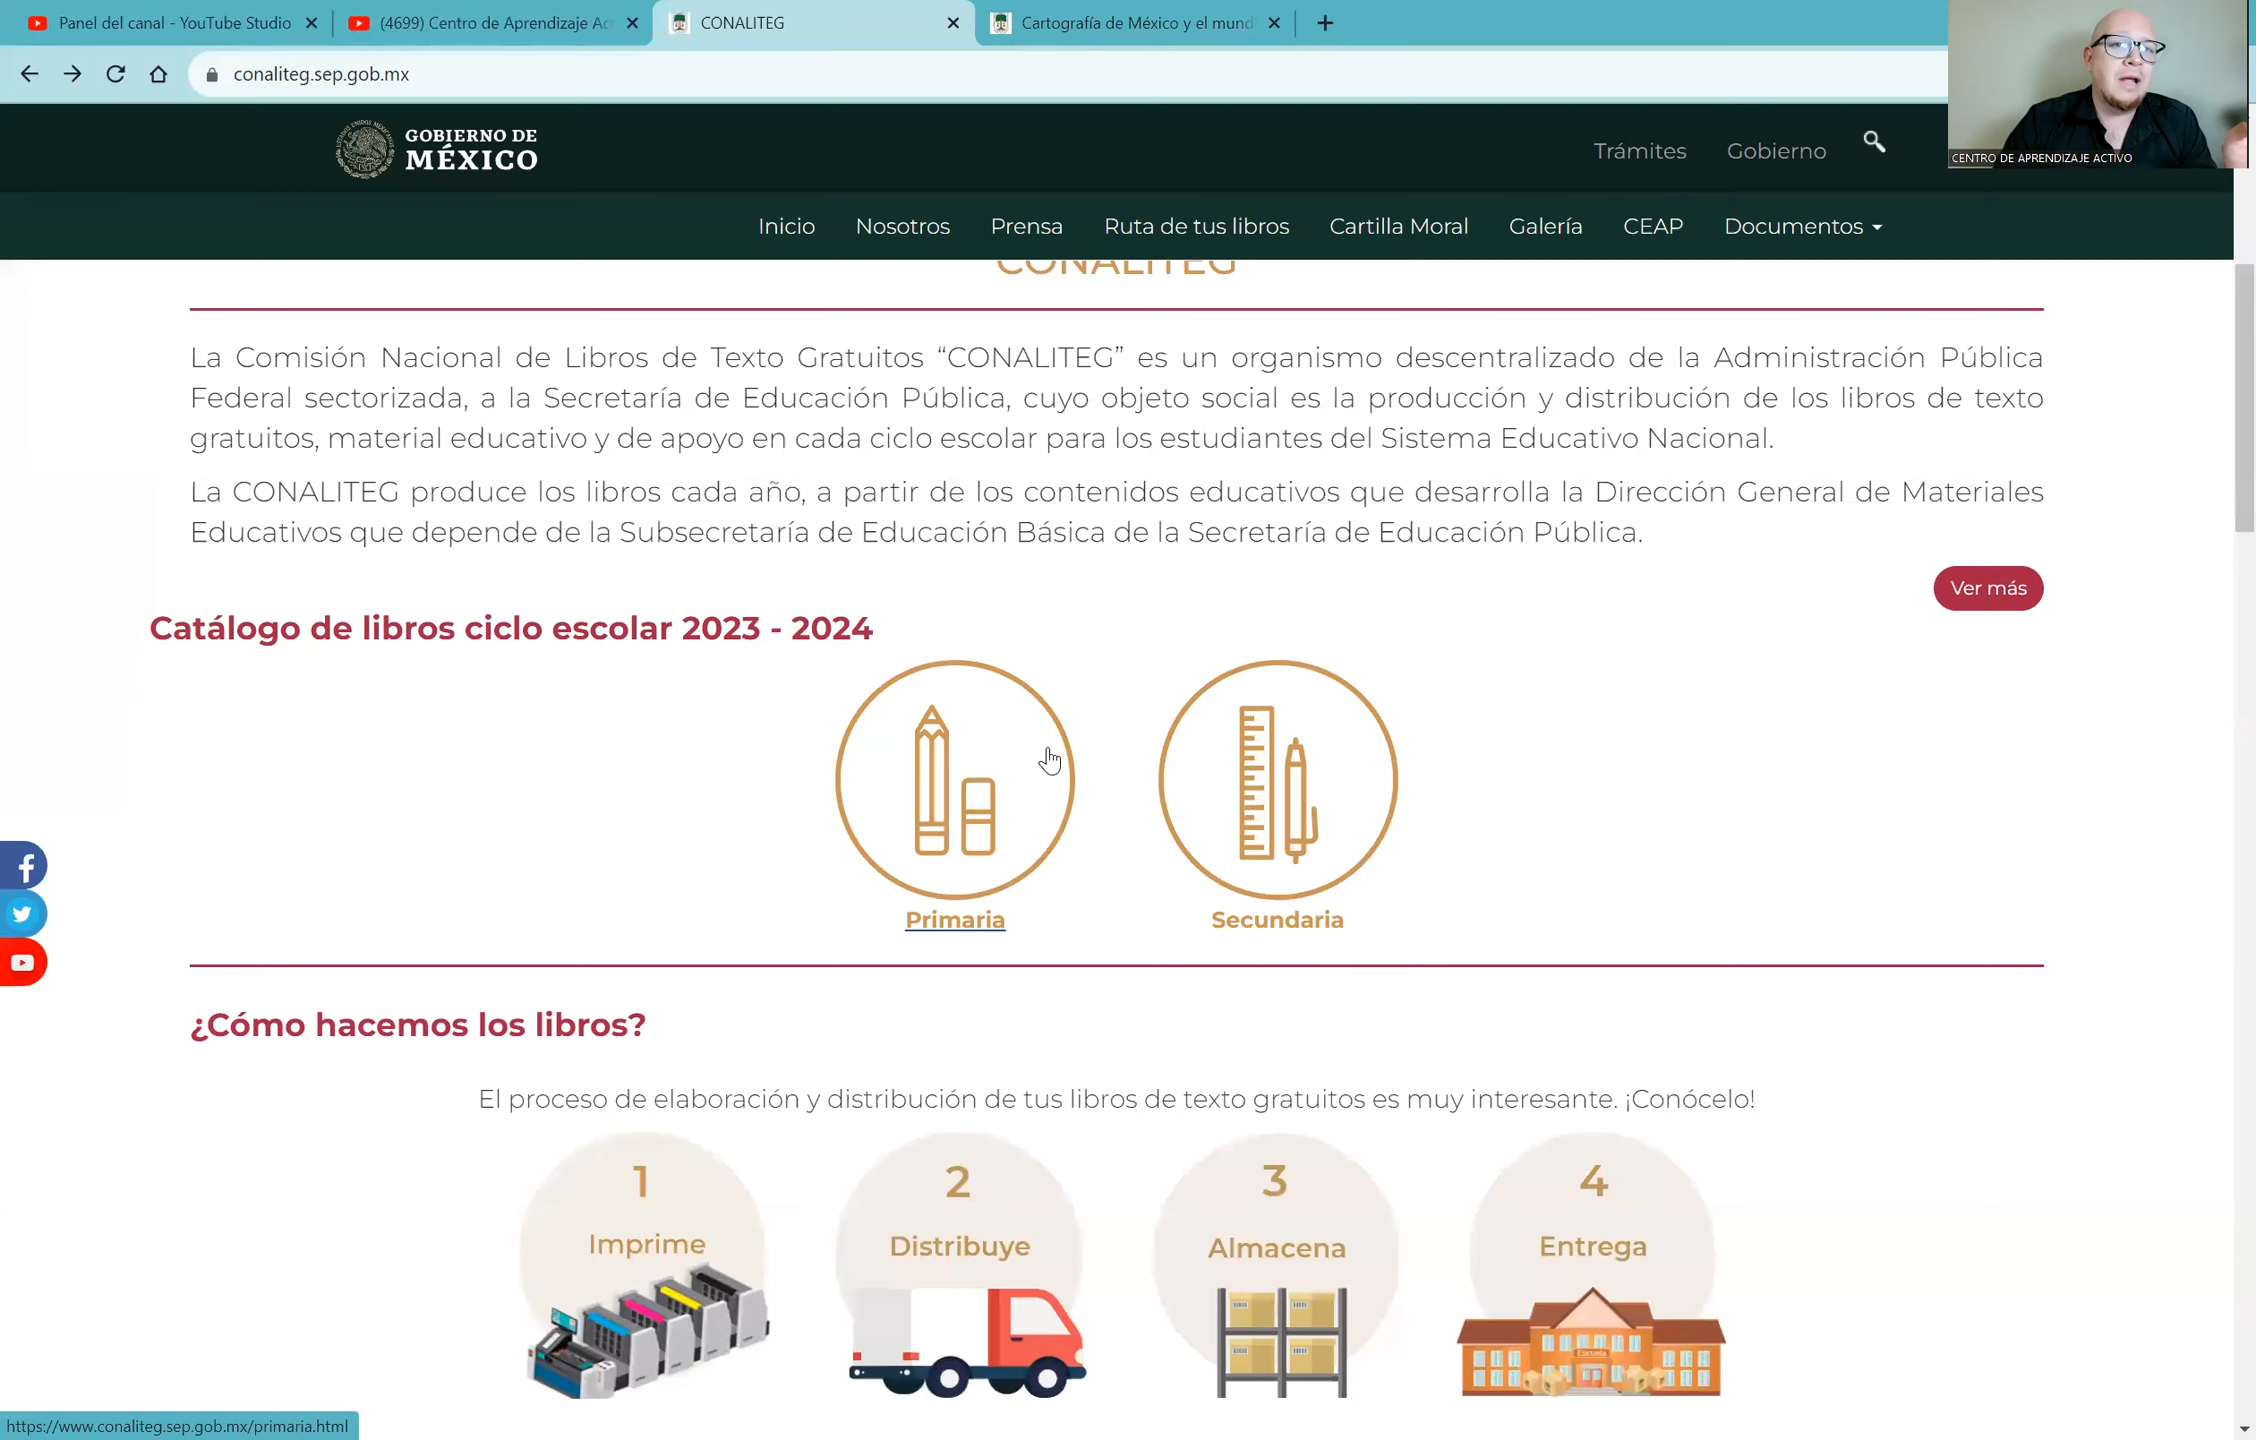 Panel del canal - YouTube Studio
(4699) Centro de Aprendizaje Ac
CONALITEG
Cartografía de México y el mund
conaliteg.sep.gob.mx
GOBIERNO DE
MÉXICO
Trámites
Gobierno
CENTRO DE APRENDIZAJE ACTIVO
Inicio
Nosotros
Prensa
Ruta de tus libros
Cartilla Moral
Galería
CEAP
Documentos
CONALITEG
La Comisión Nacional de Libros de Texto Gratuitos “CONALITEG” es un organismo descentralizado de la Administración Pública
Federal sectorizada, a la Secretaría de Educación Pública, cuyo objeto social es la producción y distribución de los libros de texto
gratuitos, material educativo y de apoyo en cada ciclo escolar para los estudiantes del Sistema Educativo Nacional.
La CONALITEG produce los libros cada año, a partir de los contenidos educativos que desarrolla la Dirección General de Materiales
Educativos que depende de la Subsecretaría de Educación Básica de la Secretaría de Educación Pública.
Ver más
Catálogo de libros ciclo escolar 2023 - 2024
Primaria
Secundaria
¿Cómo hacemos los libros?
El proceso de elaboración y distribución de tus libros de texto gratuitos es muy interesante. ¡Conócelo!
1
Imprime
2
Distribuye
3
Almacena
4
Entrega
Escuela
https://www.conaliteg.sep.gob.mx/primaria.html